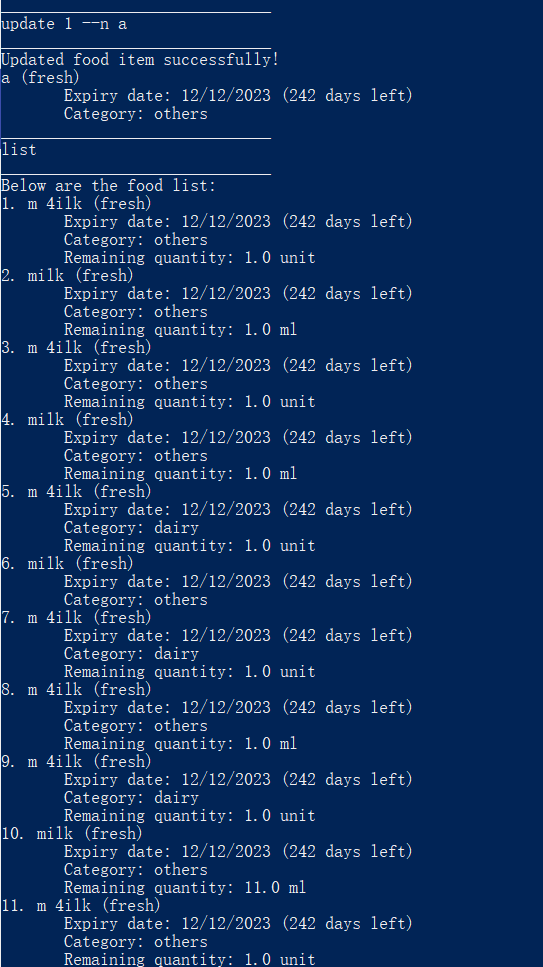 update 1 --n a
Updated food item successfully!
a (fresh)
Expiry date: 12/12/2023 (242 days left)
Category: others
list
Below are the food list:
1. m 4ilk (fresh)
Expiry date: 12/12/2023 (242 days left)
Category: others
Remaining quantity: 1.0 unit
2. milk (fresh)
Expiry date: 12/12/2023 (242 days left)
Category: others
Remaining quantity: 1.0 ml
3. m 4ilk (fresh)
Expiry date: 12/12/2023 (242 days left)
Category: others
Remaining quantity: 1.0 unit
4. milk (fresh)
Expiry date: 12/12/2023 (242 days left)
Category: others
Remaining quantity: 1.0 ml
5. m 4ilk (fresh)
Expiry date: 12/12/2023 (242 days left)
Category: dairy
Remaining quantity: 1.0 unit
6. milk (fresh)
Expiry date: 12/12/2023 (242 days left)
Category: others
7. m 4ilk (fresh)
Expiry date: 12/12/2023 (242 days left)
Category: dairy
Remaining quantity: 1.0 unit
8. m 4ilk (fresh)
Expiry date: 12/12/2023 (242 days left)
Category: others
Remaining quantity: 1.0 ml
9. m 4ilk (fresh)
Expiry date: 12/12/2023 (242 days left)
Category: dairy
Remaining quantity: 1.0 unit
10. milk (fresh)
Expiry date: 12/12/2023 (242 days left)
Category: others
Remaining quantity: 11.0 ml
11. m 4ilk (fresh)
Expiry date: 12/12/2023 (242 days left)
Category: others
Remaining quantity: 1.0 unit